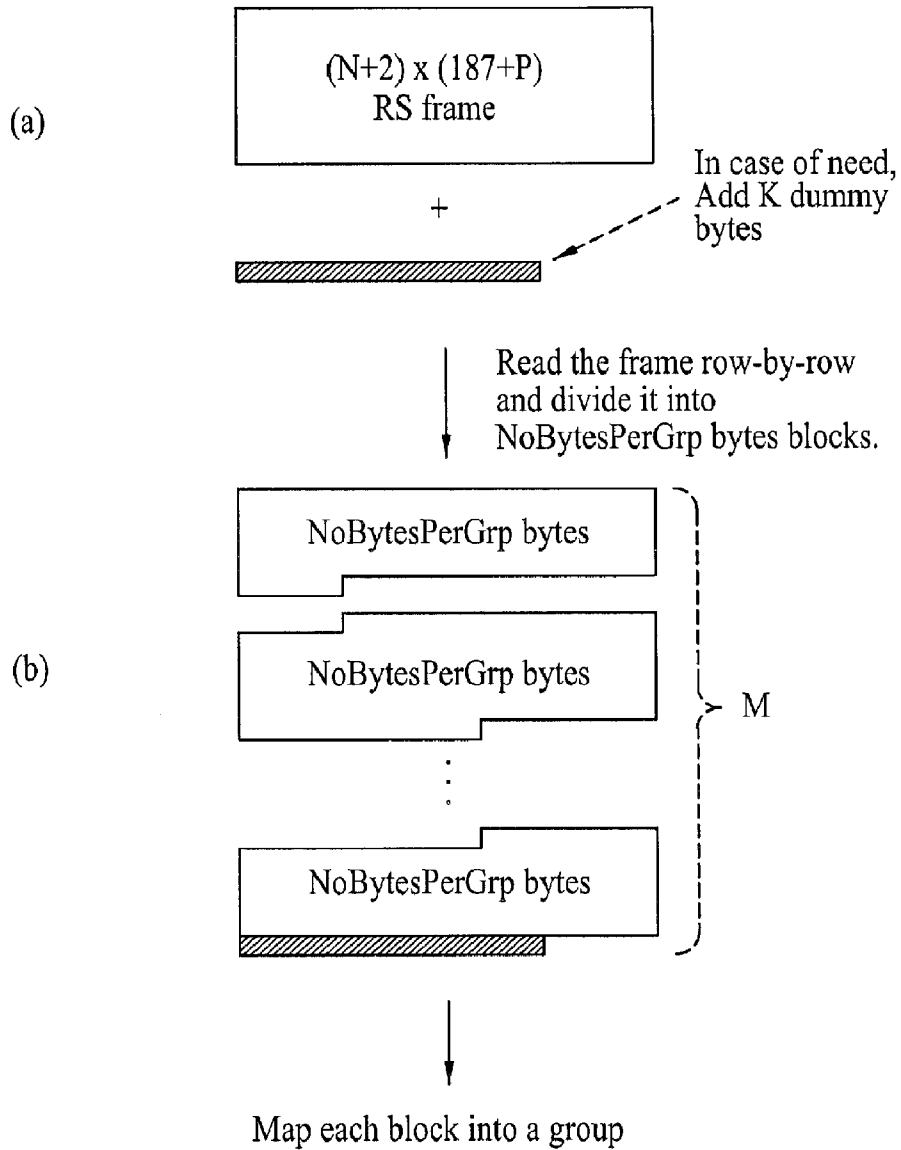 (N+2) x (187+P)
RS frame
(a)
In case of need,
Add K dummy
bytes
+
Read the frame row-by-row
and divide it into
NoBytesPerGrp bytes blocks.
NoBytesPerGrp bytes
(b)
NoBytesPerGrp bytes
M
NoBytesPerGrp bytes
Map each block into a group